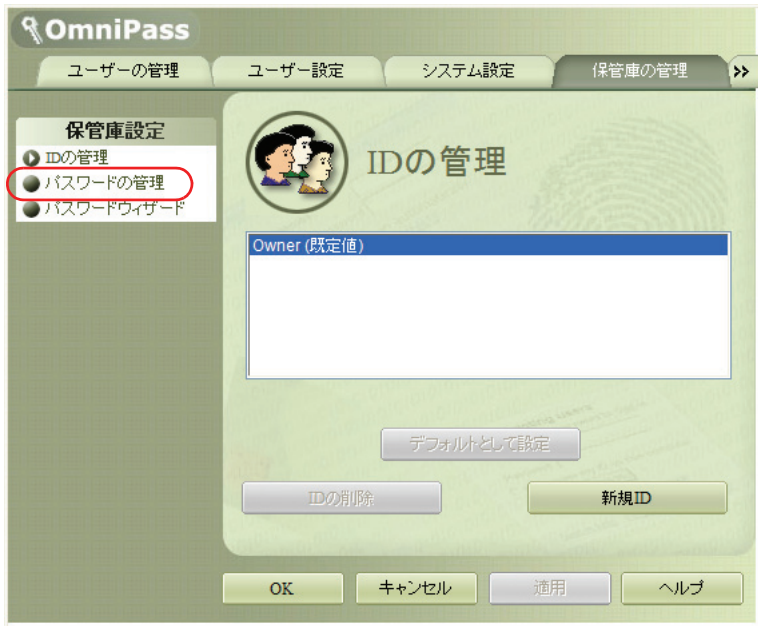 OmniPass
ユーザーの管理 ユーザー設定 システム設定 保管庫の管理 »
保管庫設定
IDの管理
パスワードの管理
パスワードウィザード
IDの管理
Owner (既定値)
デフォルトとして設定
IDの削除 新規ID
OK キャンセル 適用 ヘルプ